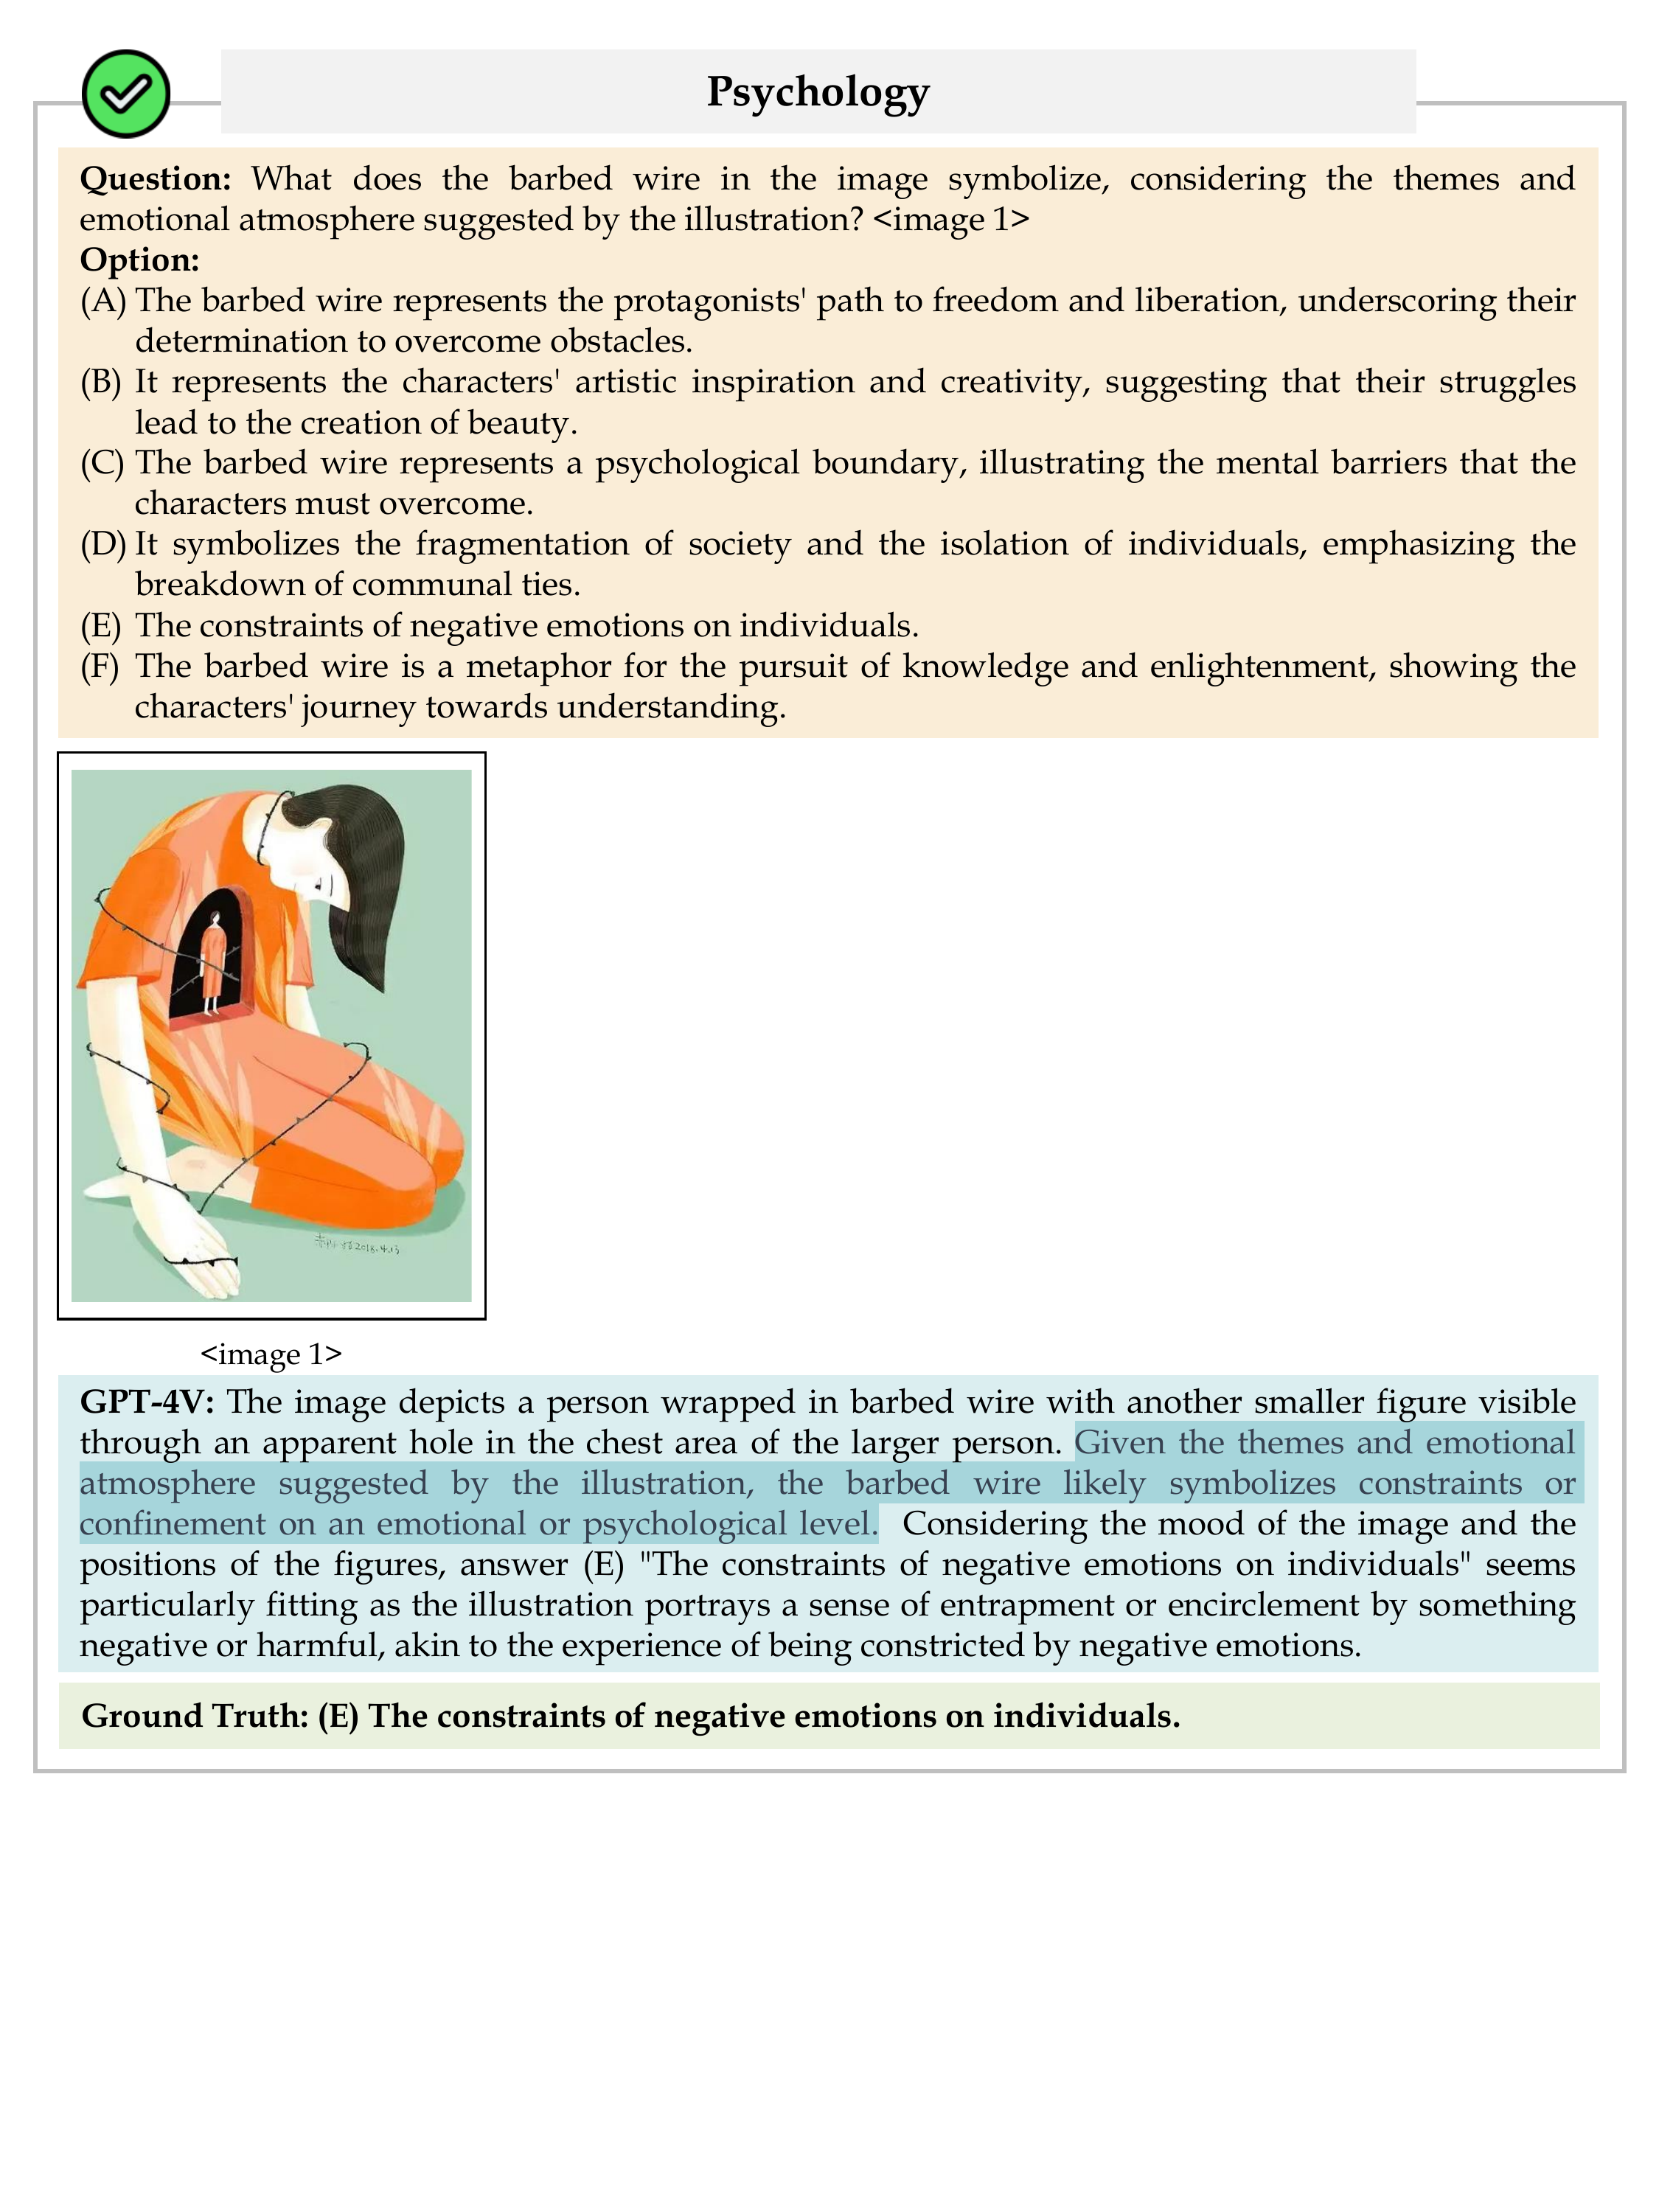 Psychology
Question: What does the barbed wire in the image symbolize, considering the themes and
emotional atmosphere suggested by the illustration? <image 1>
Option:
(A) The barbed wire represents the protagonists' path to freedom and liberation, underscoring their
determination to overcome obstacles.
(B) It represents the characters' artistic inspiration and creativity, suggesting that their struggles
lead to the creation of beauty.
(C) The barbed wire represents a psychological boundary, illustrating the mental barriers that the
characters must overcome.
(D) It symbolizes the fragmentation of society and the isolation of individuals, emphasizing the
breakdown of communal ties.
(E) The constraints of negative emotions on individuals.
(F) The barbed wire is a metaphor for the pursuit of knowledge and enlightenment, showing the
characters' journey towards understanding.
2018.4.13
<image 1>
GPT-4V: The image depicts a person wrapped in barbed wire with another smaller figure visible
through an apparent hole in the chest area of the larger person. Given the themes and emotional
atmosphere suggested by the illustration, the barbed wire likely symbolizes constraints or
confinement on an emotional or psychological level. Considering the mood of the image and the
positions of the figures, answer (E) "The constraints of negative emotions on individuals" seems
particularly fitting as the illustration portrays a sense of entrapment or encirclement by something
negative or harmful, akin to the experience of being constricted by negative emotions.
Ground Truth: (E) The constraints of negative emotions on individuals.